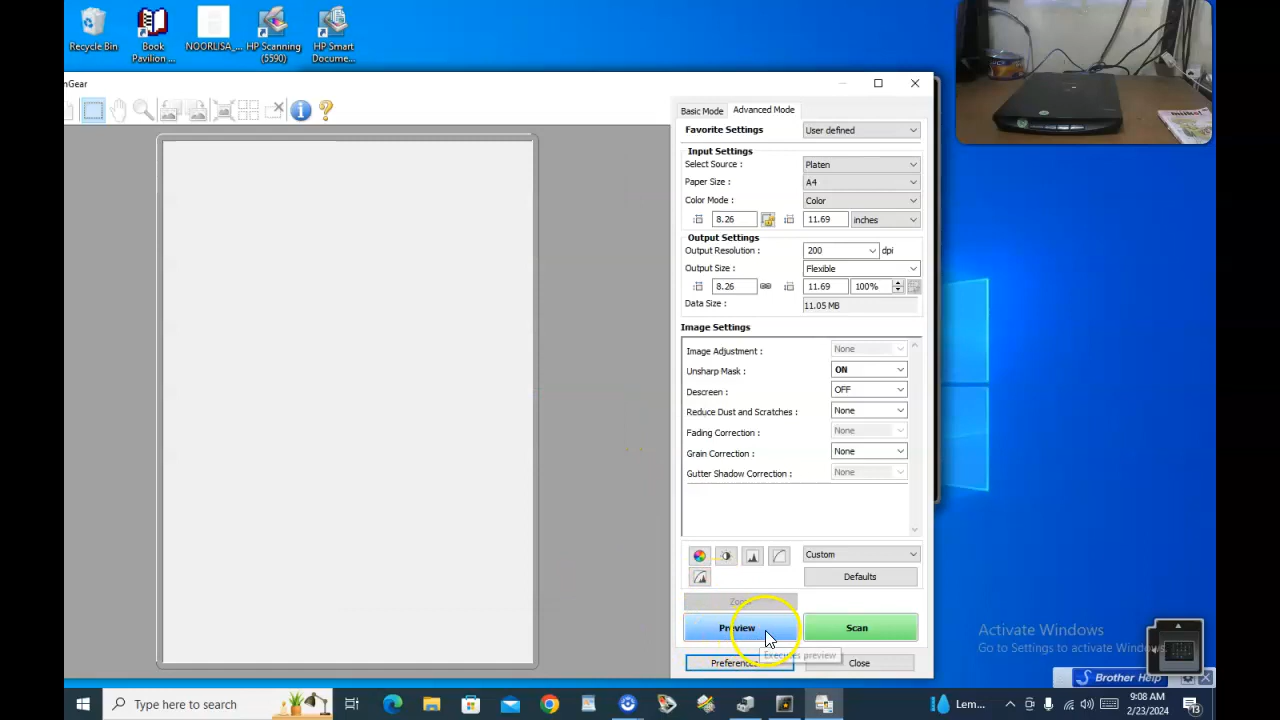 Recycle Bin
Book
Pavilion ...
NOORLISA_...
HP Scanning
(5590)
HP Smart
Docume...
nGear
Basic Mode
Advanced Mode
Favorite Settings
User defined
Input Settings
Select Source :
Platen
Paper Size :
A4
Color Mode :
Color
8.26
11.69
inches
Output Settings
Output Resolution :
200
dpi
Output Size :
Flexible
8.26
11.69
100%
Data Size :
11.05 MB
Image Settings
Image Adjustment :
None
Unsharp Mask :
ON
Descreen :
OFF
Reduce Dust and Scratches :
None
Fading Correction :
None
Grain Correction :
None
Gutter Shadow Correction :
None
Custom
Defaults
Preview
Scan
Executes preview
Close
Activate Windows
Go to Settings to activate Windows.
Brother Help
Type here to search
Lem...
9:08 AM
2/23/2024
13